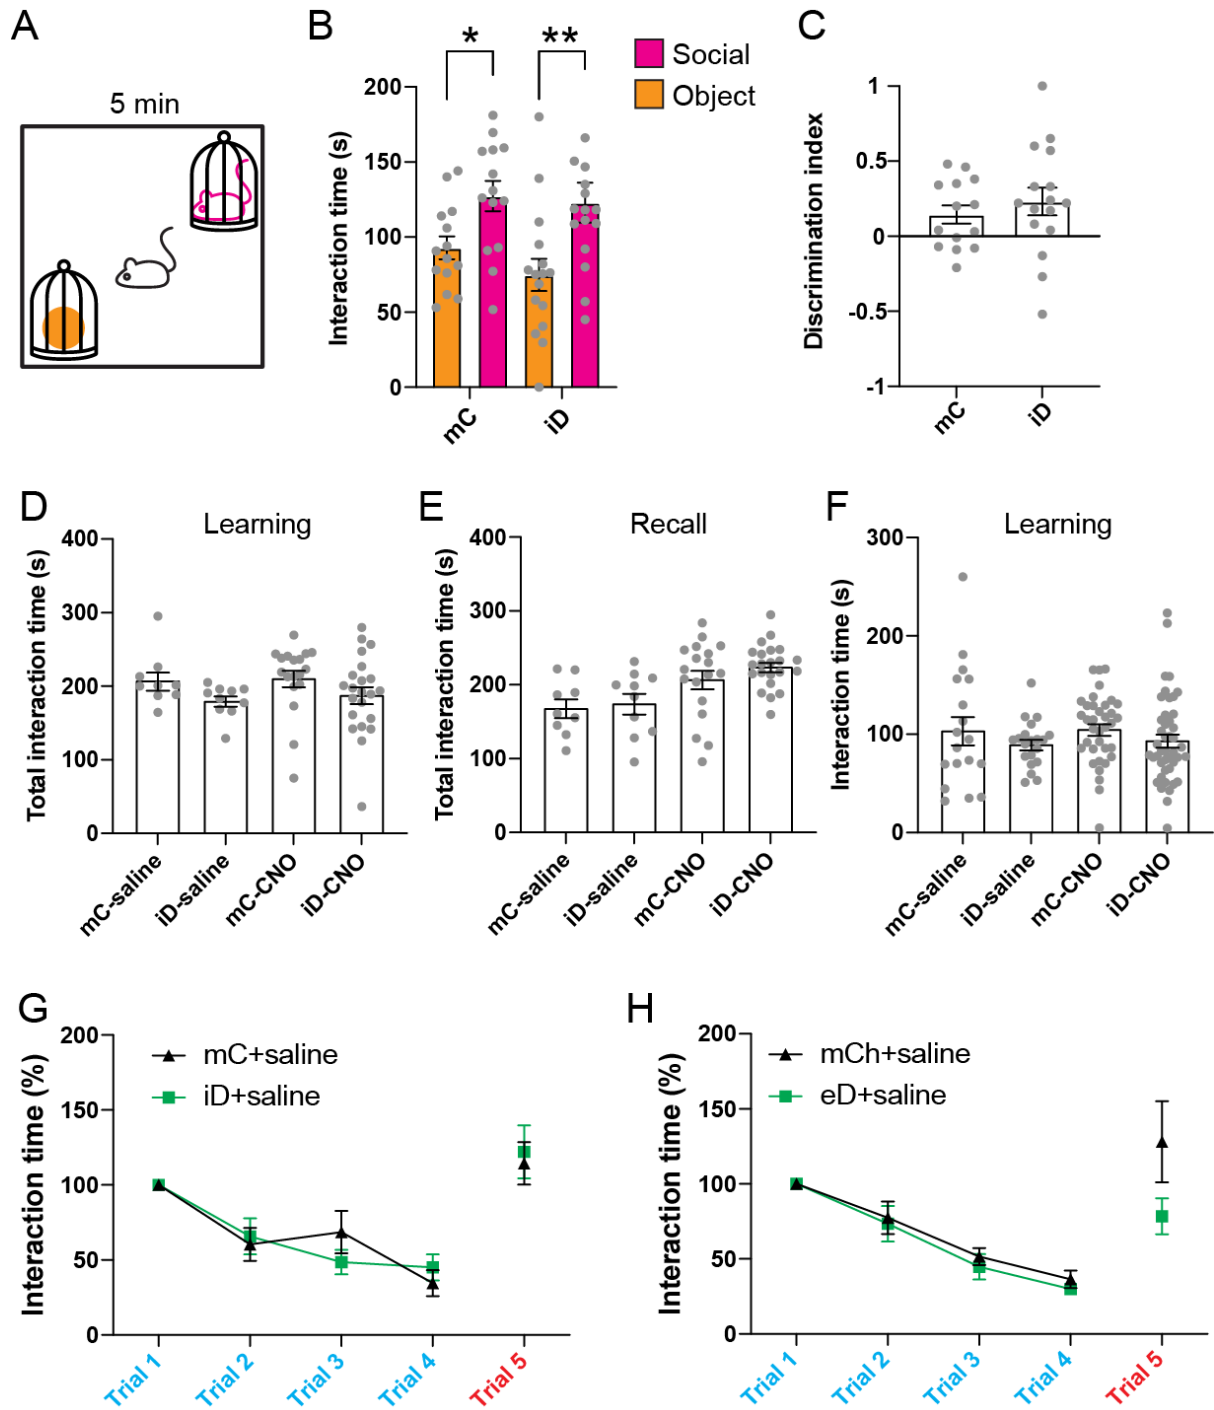 A
5 min
B
* **
Social
Object
Interaction time (s)
200
150
100
50
0
mC iD
C
Discrimination index
1
0.5
0
-0.5
-1
mC iD
D
Learning
Total interaction time (s)
400
300
200
100
0
mC-saline iD-saline mC-CNO iD-CNO
E
Recall
Total interaction time (s)
400
300
200
100
0
mC-saline iD-saline mC-CNO iD-CNO
F
Learning
Interaction time (s)
300
200
100
0
mC-saline iD-saline mC-CNO iD-CNO
G
mC+saline
iD+saline
Interaction time (%)
200
150
100
50
0
Trial 1 Trial 2 Trial 3 Trial 4 Trial 5
H
mCh+saline
eD+saline
Interaction time (%)
200
150
100
50
0
Trial 1 Trial 2 Trial 3 Trial 4 Trial 5